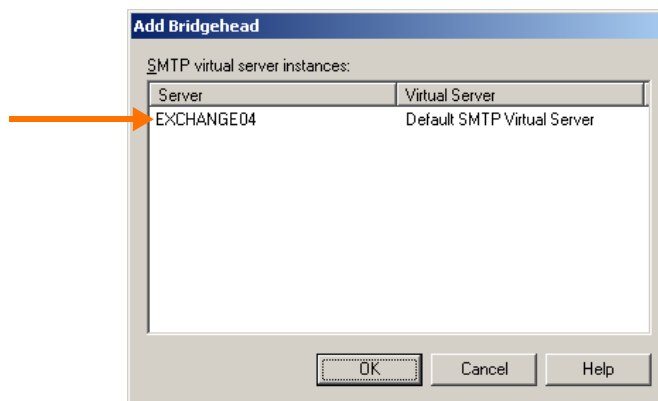 Add Bridgehead
SMTP virtual server instances:
Server Virtual Server
EXCHANGE04 Default SMTP Virtual Server
OK Cancel Help